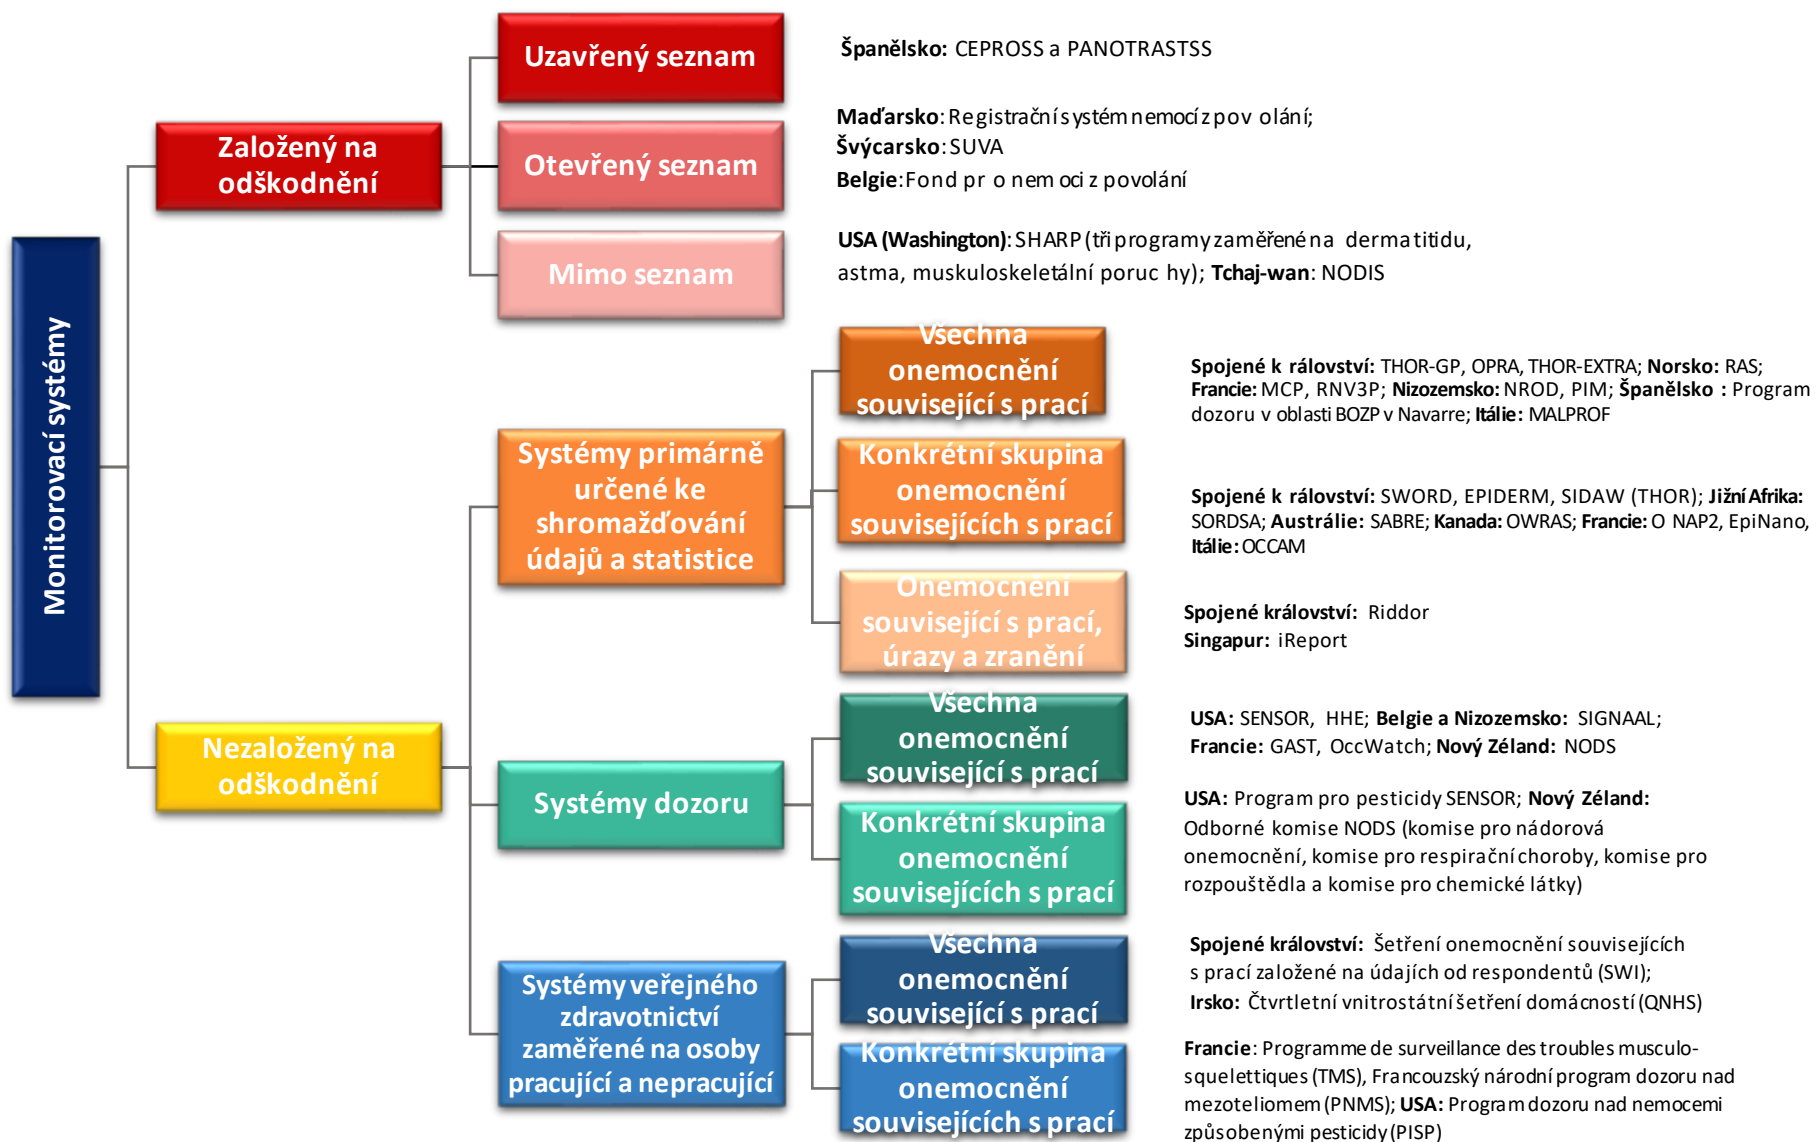 Monitorovací systémy
Založený na
odškodnění
Uzavřený seznam
Španělsko: CEPROSS a PANOTRASTSS
Otevřený seznam
Maďarsko: Registrační systém nemocí z povolání;
Švýcarsko: SUVA
Belgie: Fond pro nemoci z povolání
Mimo seznam
USA (Washington): SHARP (tři programy zaměřené na dermatitidu,
astma, muskuloskeletální poruchy); Tchaj-wan: NODIS
Nezaložený na
odškodnění
Systémy primárně
určené ke
shromažďování
údajů a statistice
Všechna
onemocnění
související s prací
Spojené království: THOR-GP, OPRA, THOR-EXTRA; Norsko: RAS;
Francie: MCP, RNV3P; Nizozemsko: NROD, PIM; Španělsko : Program
dozoru v oblasti BOZP v Navarre; Itálie: MALPROF
Konkrétní skupina
onemocnění
souvisejících s prací
Spojené království: SWORD, EPIDERM, SIDAW (THOR); Jižní Afrika:
SORDSA; Austrálie: SABRE; Kanada: OWRAS; Francie: O NAP2, EpiNano,
Itálie: OCCAM
Onemocnění
související s prací,
úrazy a zranění
Spojené království: Riddor
Singapur: iReport
Systémy dozoru
Všechna
onemocnění
související s prací
USA: SENSOR, HHE; Belgie a Nizozemsko: SIGNAAL;
Francie: GAST, OccWatch; Nový Zéland: NODS
Konkrétní skupina
onemocnění
souvisejících s prací
USA: Program pro pesticidy SENSOR; Nový Zéland:
Odborné komise NODS (komise pro nádorová
onemocnění, komise pro respirační choroby, komise pro
rozpouštědla a komise pro chemické látky)
Systémy veřejného
zdravotnictví
zaměřené na osoby
pracující a nepracující
Všechna
onemocnění
související s prací
Spojené království: Šetření onemocnění souvisejících
s prací založené na údajích od respondentů (SWI);
Irsko: Čtvrtletní vnitrostátní šetření domácností (QNHS)
Konkrétní skupina
onemocnění
souvisejících s prací
Francie: Programme de surveillance des troubles musculo-
squelettiques (TMS), Francouzský národní program dozoru nad
mezoteliomem (PNMS); USA: Program dozoru nad nemocemi
způsobenými pesticidy (PISP)